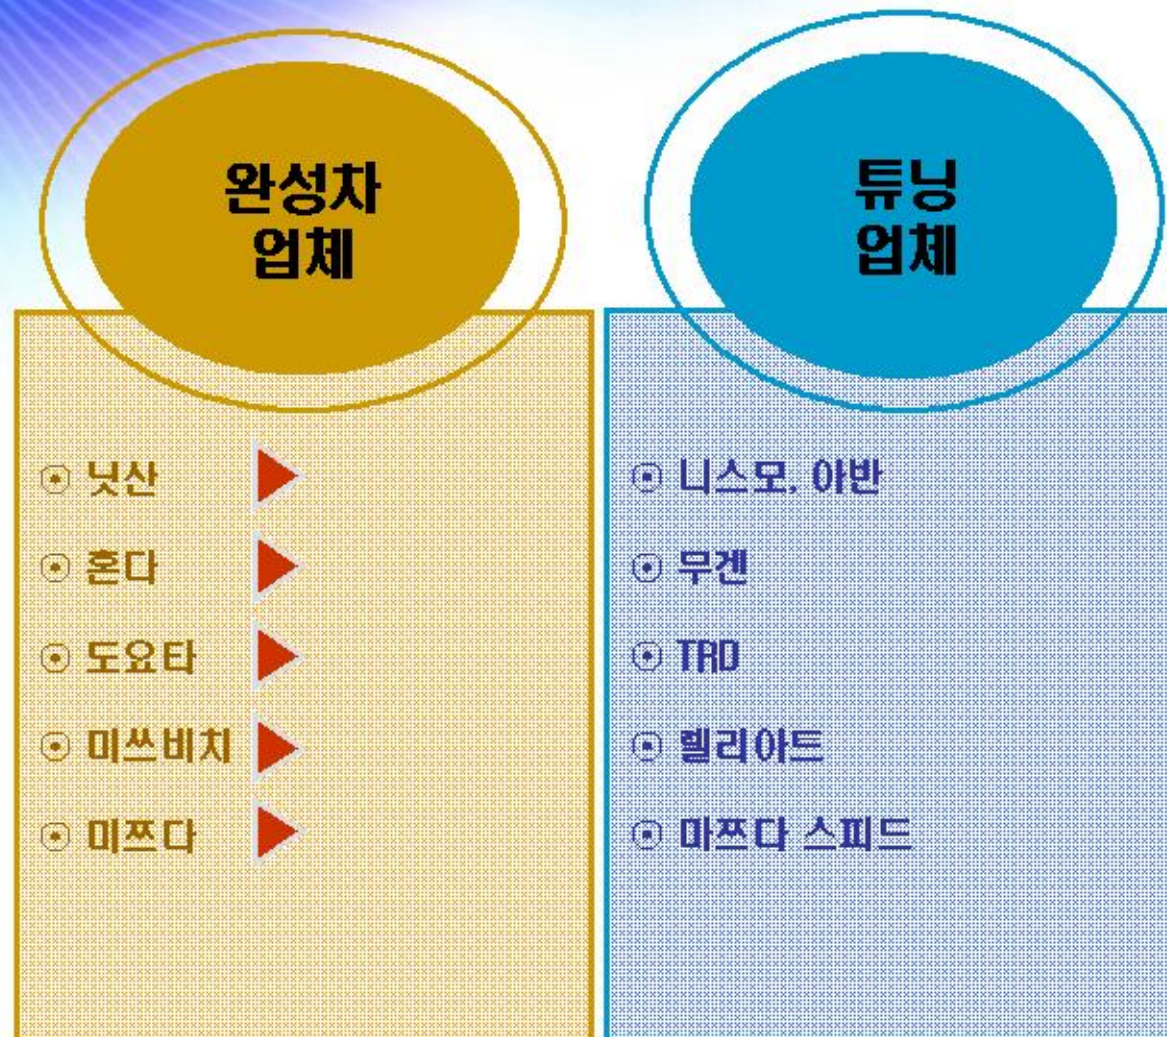 완성차
업체
튜닝
업체
⊙ 닛산
⊙ 니스모, 아반
⊙ 혼다
⊙ 무겐
⊙ 도요타
⊙ TRD
⊙ 미쓰비치
⊙ 렐리아트
⊙ 미쯔다
⊙ 마쯔다 스피드